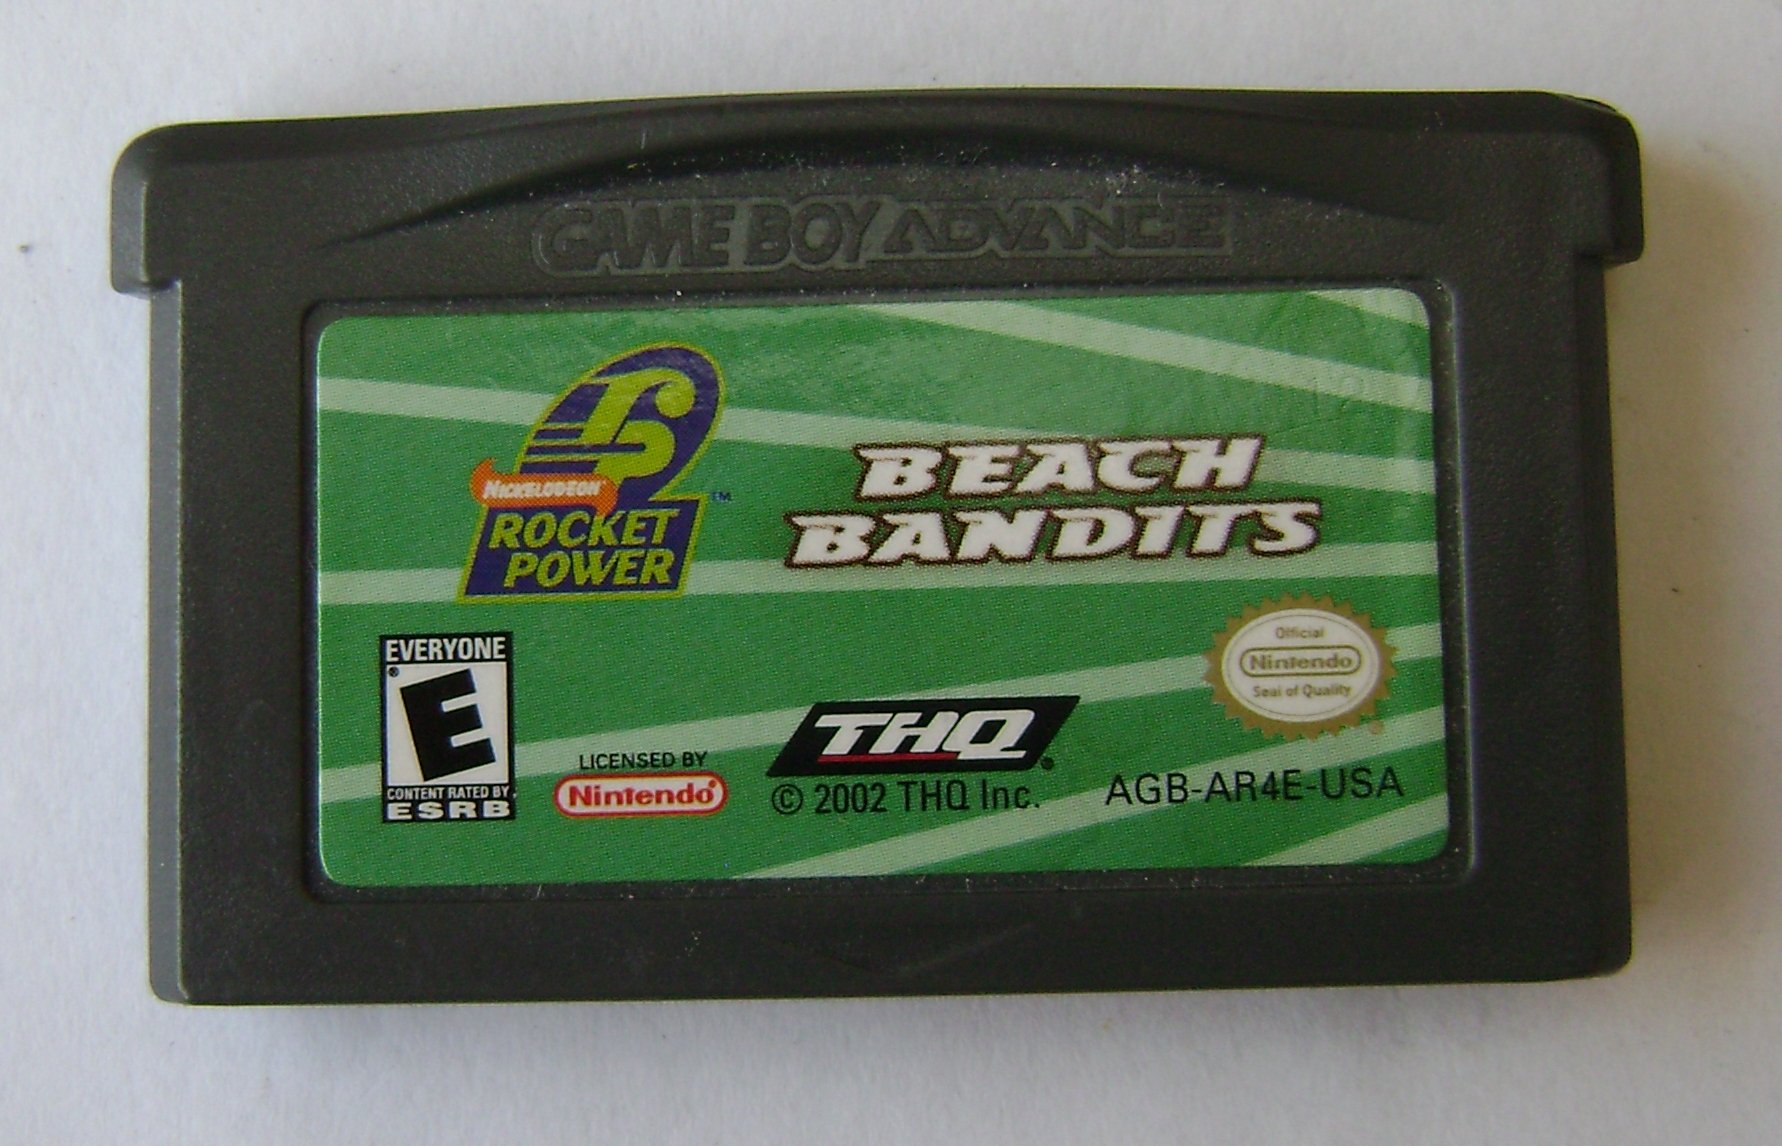 GAME BOY ADVANCE
NICKELODEON
ROCKET
POWER
TM
BEACH
BANDITS
EVERYONE
E
CONTENT RATED BY
ESRB
LICENSED BY
Nintendo®
THQ®
© 2002 THQ Inc.
Official
Nintendo
Seal of Quality
AGB-AR4E-USA